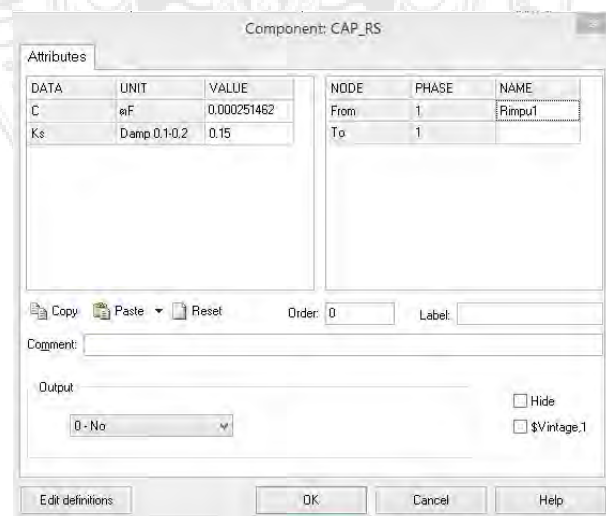 Component: CAP_RS
Attributes
DATA UNIT VALUE
C ɷF 0.000251462
Ks Damp 0.1-0.2 0.15
NODE PHASE NAME
From 1 Rimpu1
To 1
Copy Paste Reset Order: 0 Label:
Comment:
Output
0 - No
Hide
$Vintage,1
Edit definitions OK Cancel Help